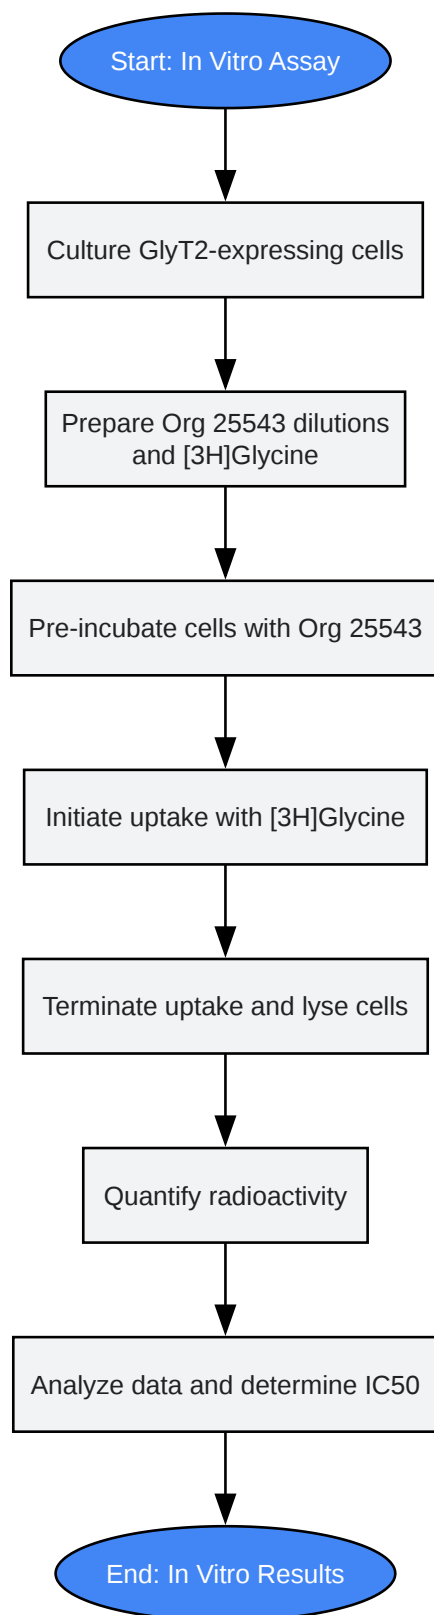 Start: In Vitro Assay
Culture GlyT2-expressing cells
Prepare Org 25543 dilutions
and [3H]Glycine
Pre-incubate cells with Org 25543
Initiate uptake with [3H]Glycine
Terminate uptake and lyse cells
Quantify radioactivity
Analyze data and determine IC50
End: In Vitro Results